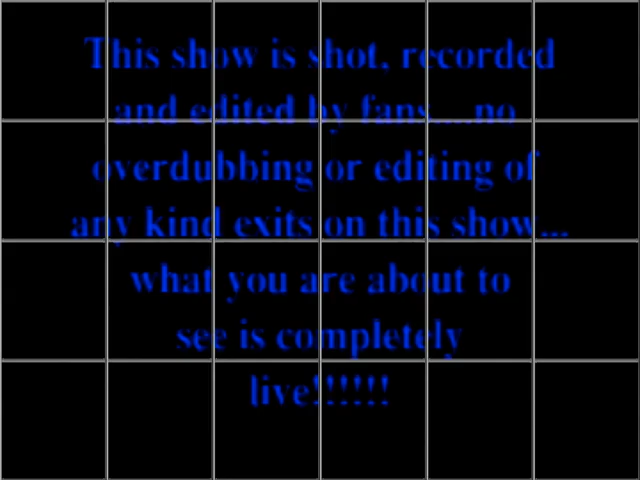 This show is shot, recorded
and edited by fans....no
overdubbing or editing of
any kind exits on this show...
what you are about to
see is completely
live!!!!!!